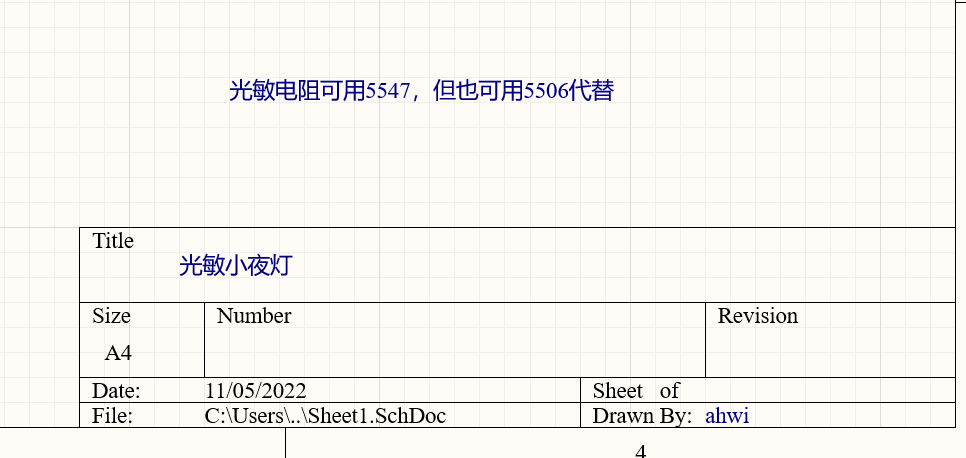 光敏电阻可用5547，但也可用5506代替
Title
光敏小夜灯
Size
Number
Revision
A4
Date:
11/05/2022
Sheet of
File:
C:\Users\..\Sheet1.SchDoc
Drawn By: ahwi
4